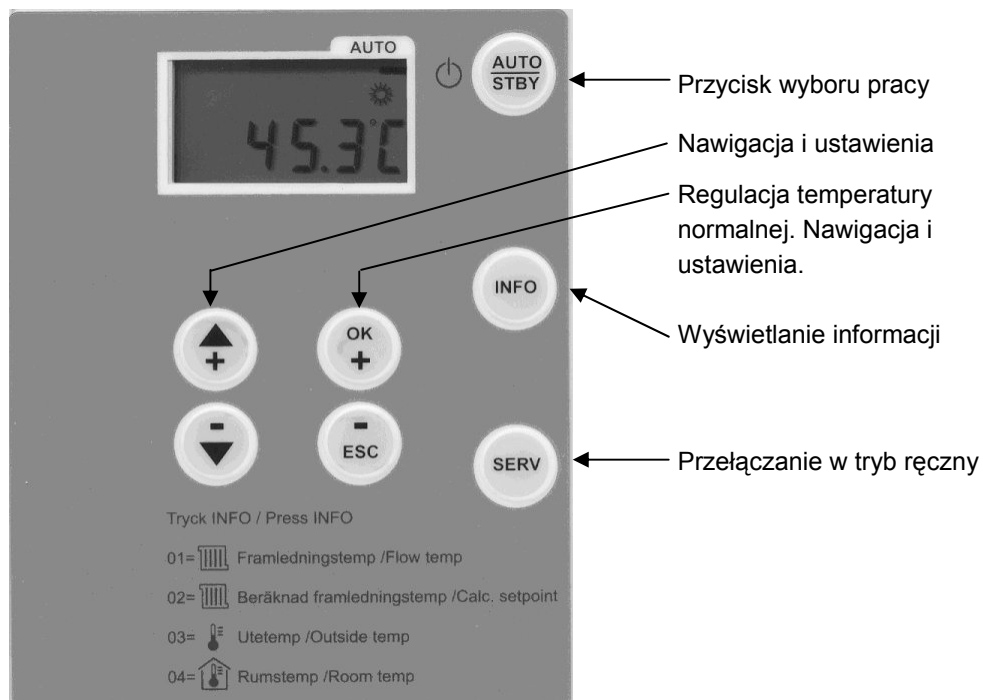 AUTO
45.3°C
AUTO
STBY
Przycisk wyboru pracy
Nawigacja i ustawienia
Regulacja temperatury
normalnej. Nawigacja i
ustawienia.
INFO
Wyświetlanie informacji
OK
+
+
-
-
ESC
SERV
Przełączanie w tryb ręczny
Tryck INFO / Press INFO
01= Framledningstemp /Flow temp
02= Beräknad framledningstemp /Calc. setpoint
03= Utetemp /Outside temp
04= Rumstemp /Room temp